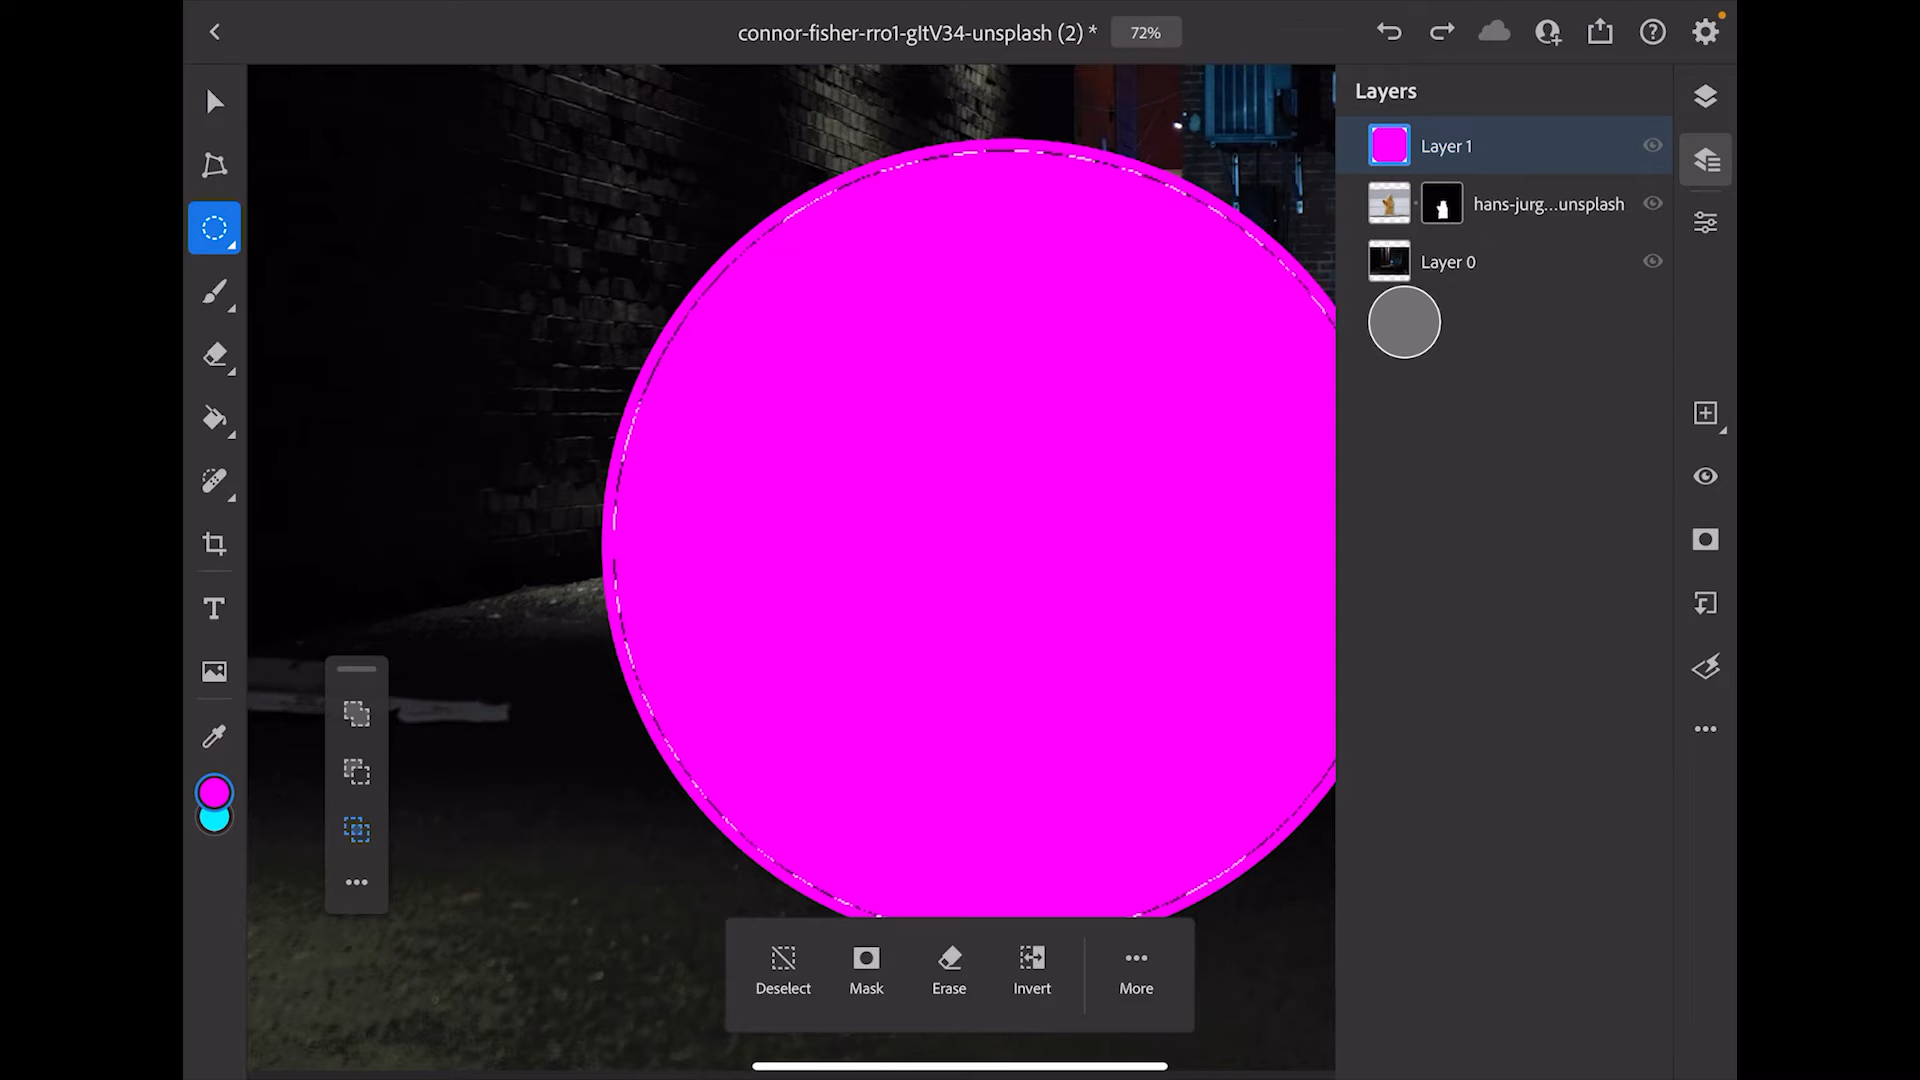 connor-fisher-rro1-gItV34-unsplash (2) *
72%
Layers
Layer 1
hans-jurg...unsplash
Layer 0
T
Deselect
Mask
Erase
Invert
More